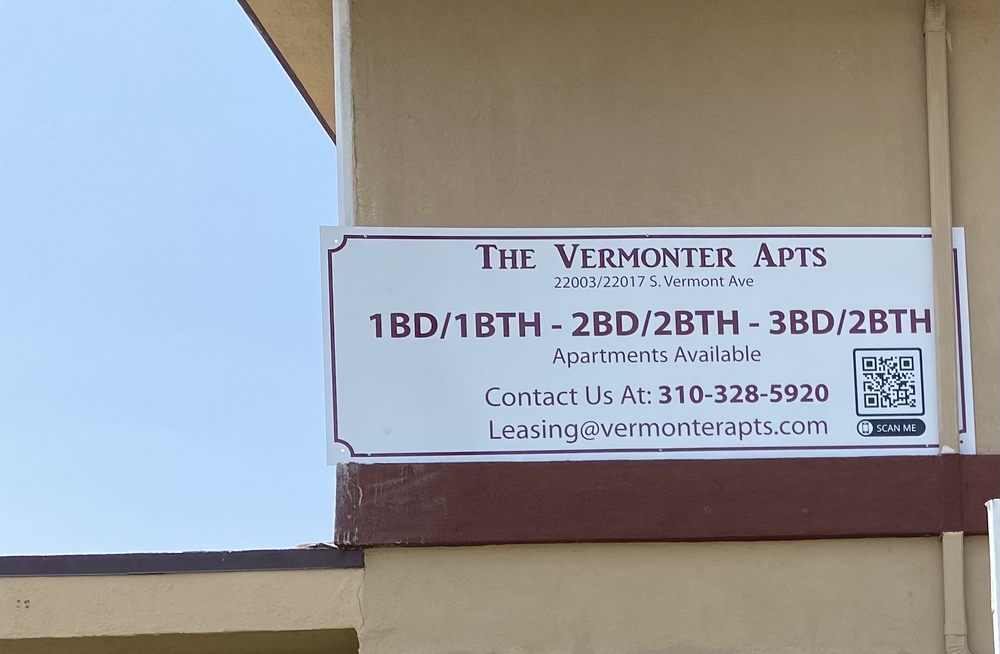 THE VERMONTER APTS
22003/22017 S. Vermont Ave
1BD/1BTH - 2BD/2BTH - 3BD/2BTH
Apartments Available
Contact Us At: 310-328-5920
Leasing@vermonterapts.com
SCAN ME